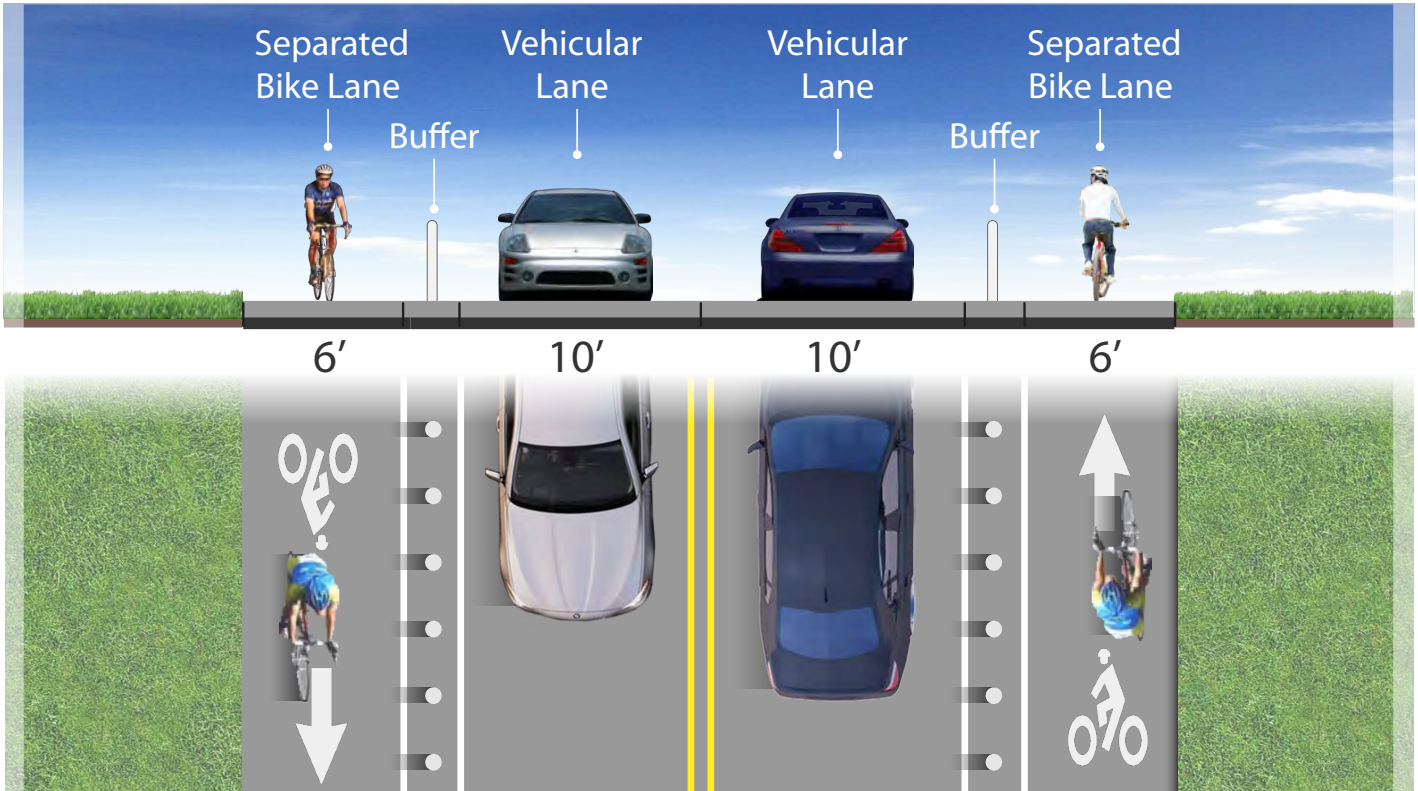 Separated
Bike Lane
Buffer
Vehicular
Lane
Vehicular
Lane
Buffer
Separated
Bike Lane
6’
10’
10’
6’